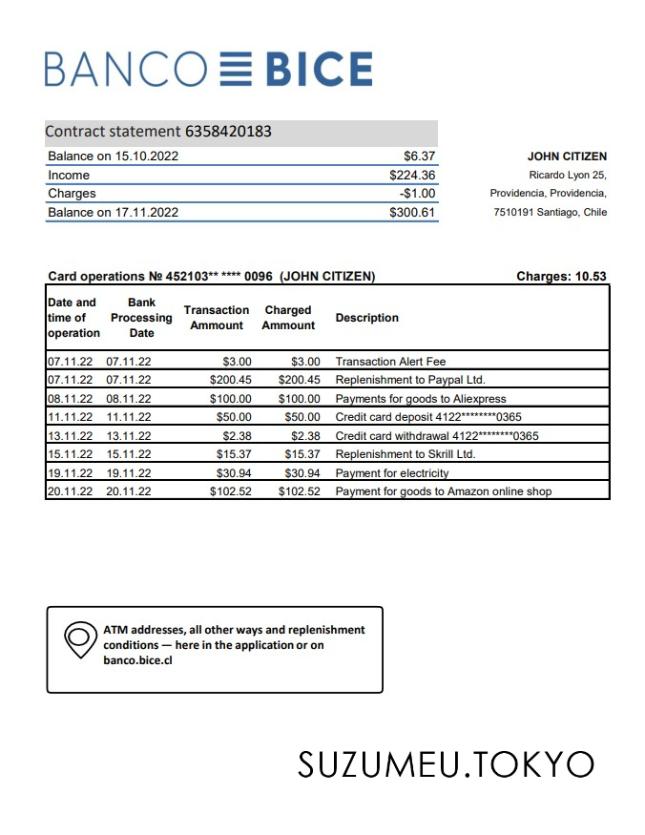 BANCO BICE
Contract statement 6358420183
Balance on 15.10.2022 $6.37
Income $224.36
Charges -$1.00
Balance on 17.11.2022 $300.61
JOHN CITIZEN
Ricardo Lyon 25,
Providencia, Providencia,
7510191 Santiago, Chile
Card operations № 452103** **** 0096 (JOHN CITIZEN) Charges: 10.53
Date and time of operation Bank Processing Date Transaction Ammount Charged Ammount Description
07.11.22 07.11.22 $3.00 $3.00 Transaction Alert Fee
07.11.22 07.11.22 $200.45 $200.45 Replenishment to Paypal Ltd.
08.11.22 08.11.22 $100.00 $100.00 Payments for goods to Aliexpress
11.11.22 11.11.22 $50.00 $50.00 Credit card deposit 4122********0365
13.11.22 13.11.22 $2.38 $2.38 Credit card withdrawal 4122********0365
15.11.22 15.11.22 $15.37 $15.37 Replenishment to Skrill Ltd.
19.11.22 19.11.22 $30.94 $30.94 Payment for electricity
20.11.22 20.11.22 $102.52 $102.52 Payment for goods to Amazon online shop
ATM addresses, all other ways and replenishment
conditions — here in the application or on
banco.bice.cl
SUZUMEU.TOKYO